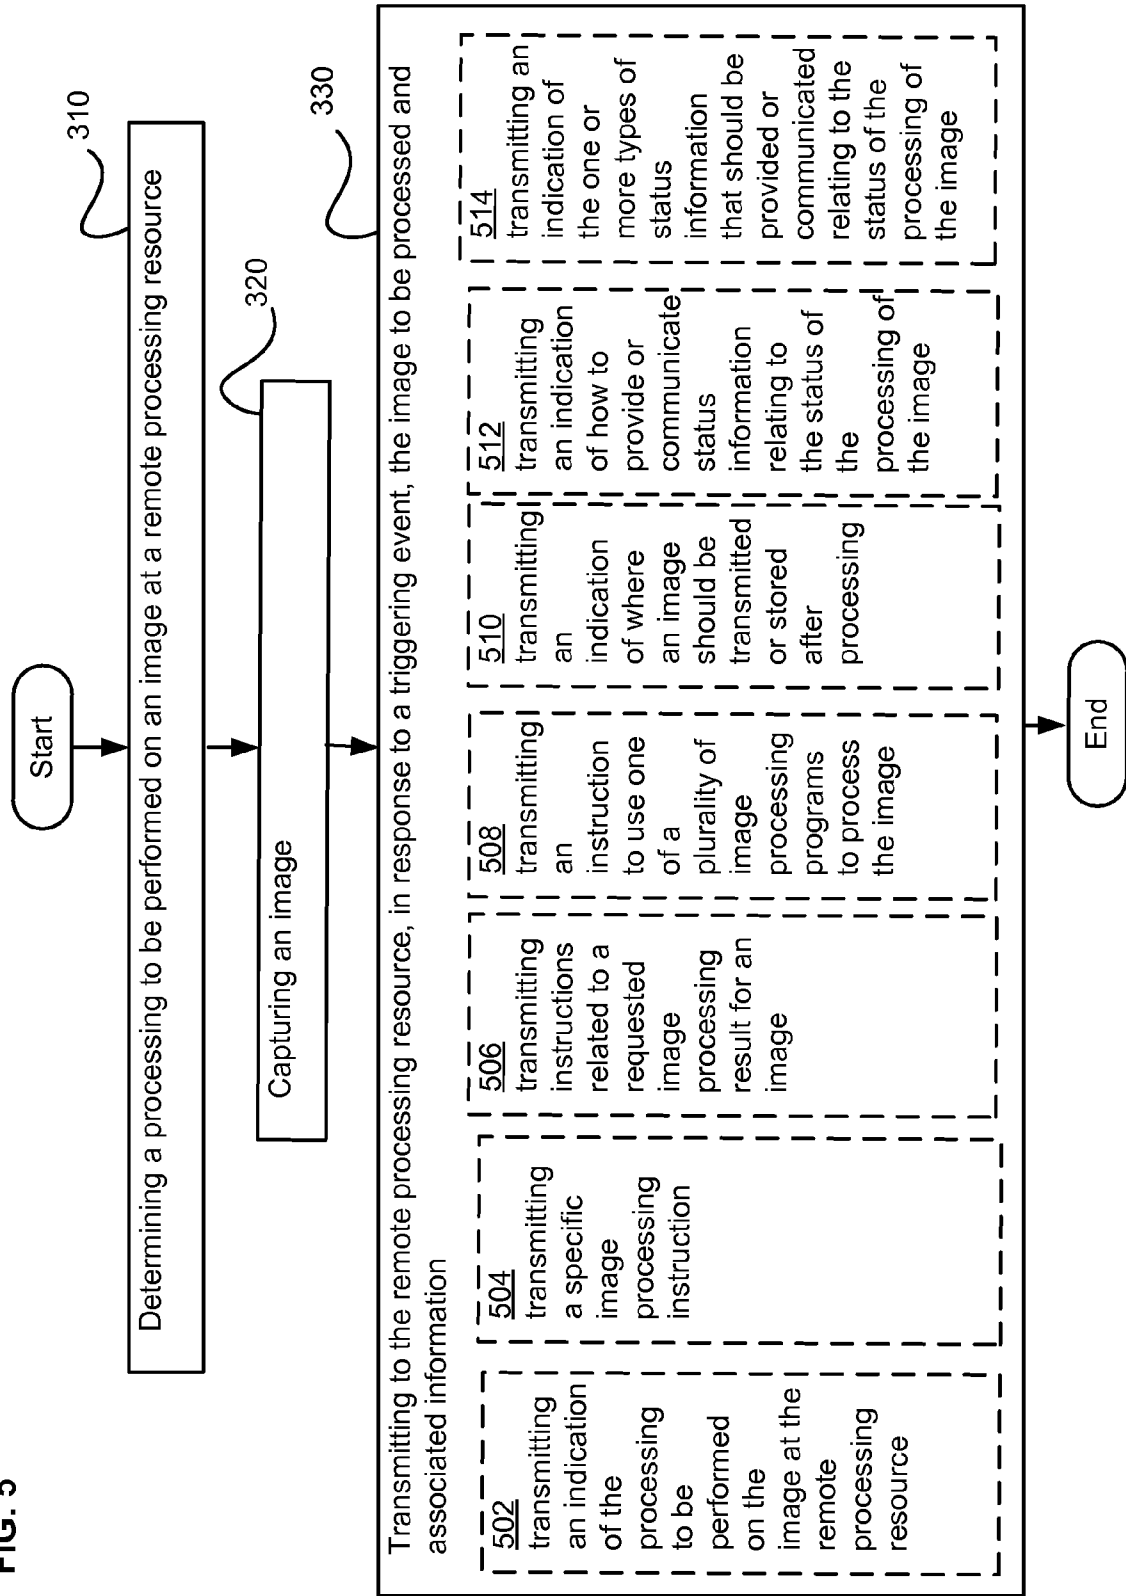 FIG. 5
Start
310
Determining a processing to be performed on an image at a remote processing resource
320
Capturing an image
330
Transmitting to the remote processing resource, in response to a triggering event, the image to be processed and
associated information
502
transmitting
an indication
of the
processing
to be
performed
on the
image at the
remote
processing
resource
504
transmitting
a specific
image
processing
instruction
506
transmitting
instructions
related to a
requested
image
processing
result for an
image
508
transmitting
an
instruction
to use one
of a
plurality of
image
processing
programs
to process
the image
510
transmitting
an
indication
of where
an image
should be
transmitted
or stored
after
processing
512
transmitting
an indication
of how to
provide or
communicate
status
information
relating to
the status of
the
processing of
the image
514
transmitting an
indication of
the one or
more types of
status
information
that should be
provided or
communicated
relating to the
status of the
processing of
the image
End